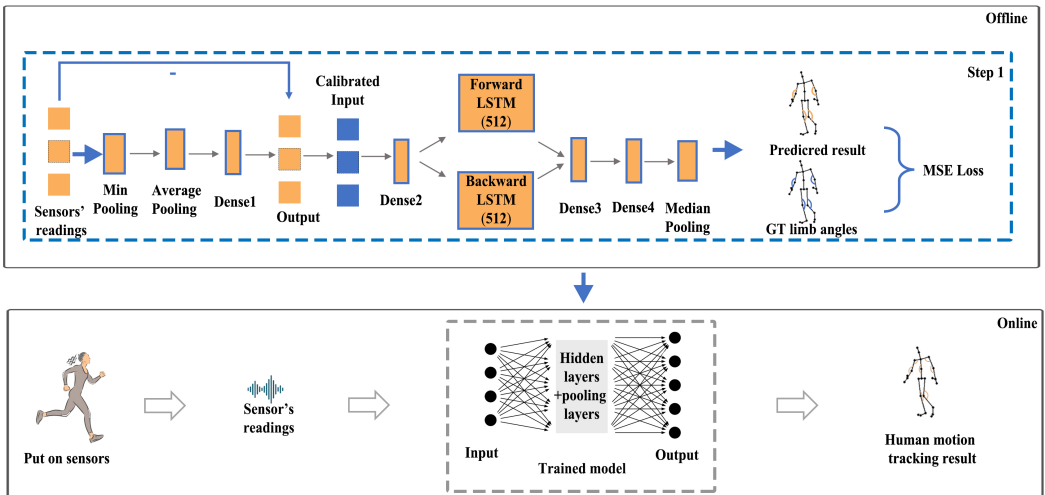 Offline
Step 1
-
Calibrated
Input
Forward
LSTM
(512)
Sensors'
readings
Min
Pooling
Average
Pooling
Dense1
Output
Dense2
Backward
LSTM
(512)
Dense3
Dense4
Median
Pooling
Predicred result
GT limb angles
MSE Loss
Online
Put on sensors
Sensor's
readings
Input
Hidden
layers
+pooling
layers
Output
Trained model
Human motion
tracking result